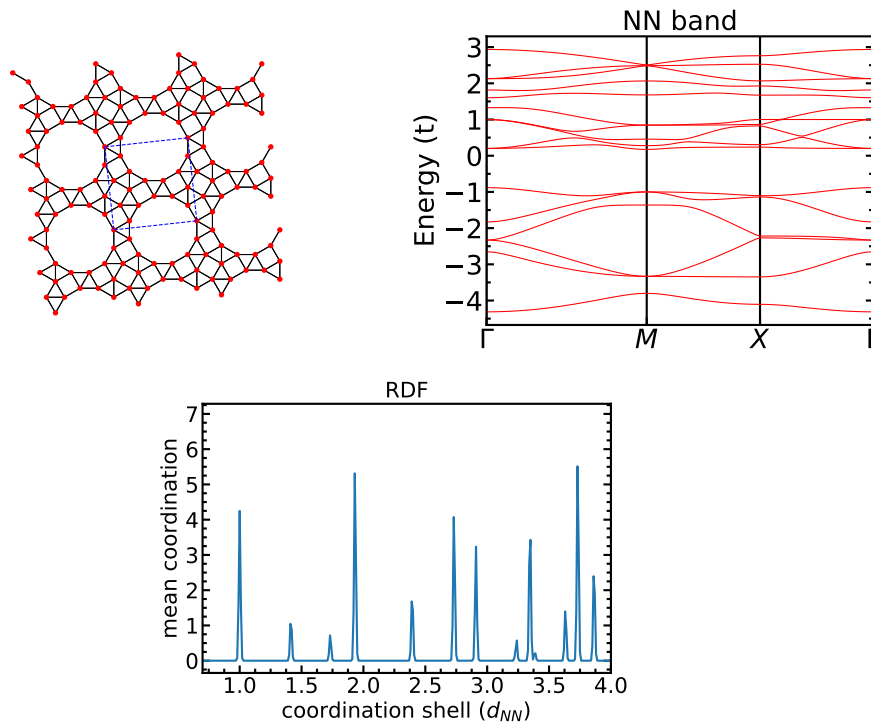 NN band
Energy (t)
3
2
1
0
−1
−2
−3
−4
Γ M X Γ
RDF
mean coordination
7
6
5
4
3
2
1
0
1.0 1.5 2.0 2.5 3.0 3.5 4.0
coordination shell (d_NN)